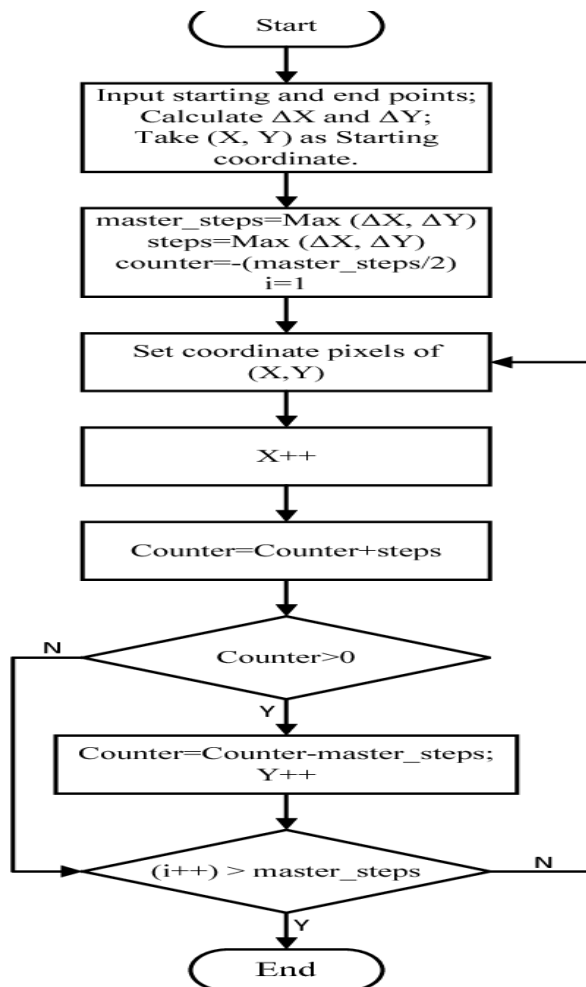 Start
Input starting and end points;
Calculate ΔX and ΔY;
Take (X, Y) as Starting
coordinate.
master_steps=Max (ΔX, ΔY)
steps=Max (ΔX, ΔY)
counter=-(master_steps/2)
i=1
Set coordinate pixels of
(X,Y)
X++
Counter=Counter+steps
N
Counter>0
Y
Counter=Counter-master_steps;
Y++
(i++) > master_steps
N
Y
End